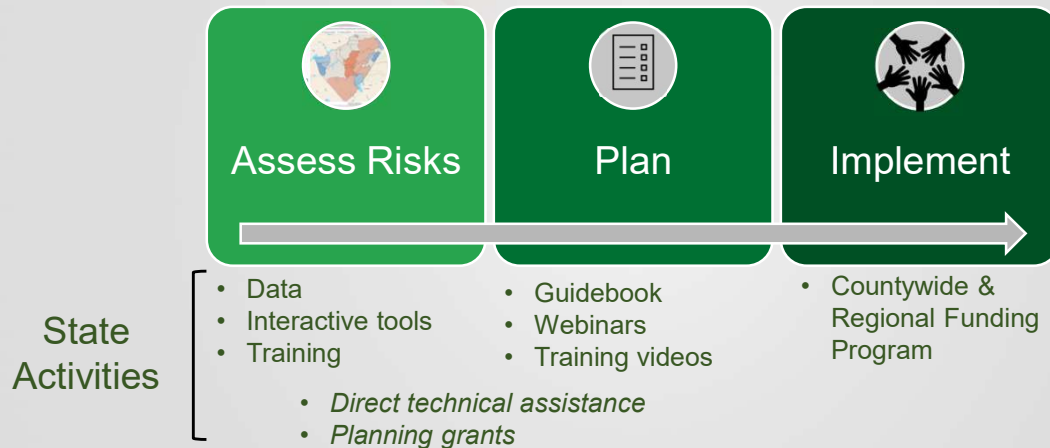 Assess Risks
Plan
Implement
State
Activities
• Data
• Interactive tools
• Training
• Guidebook
• Webinars
• Training videos
• Countywide &
Regional Funding
Program
• Direct technical assistance
• Planning grants